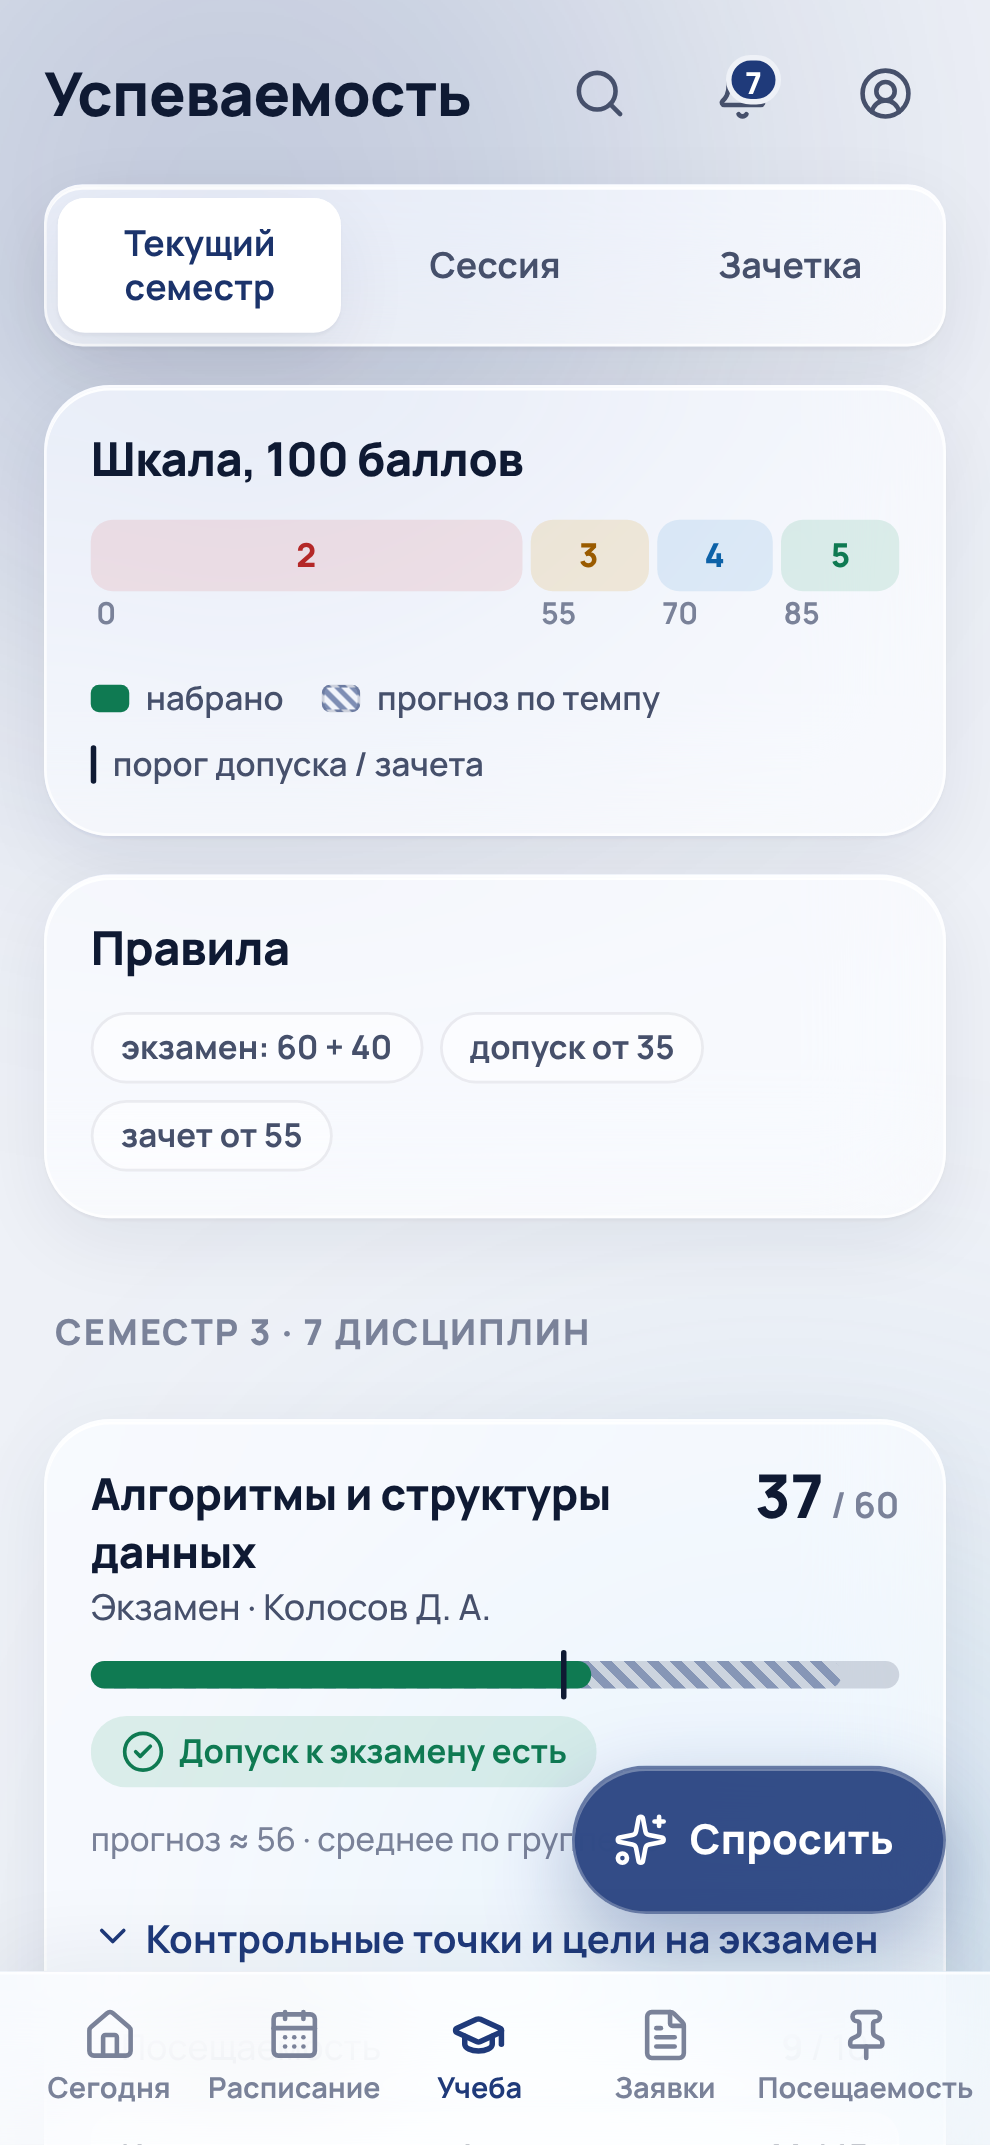 Успеваемость
7
Текущий
семестр
Сессия
Зачетка
Шкала, 100 баллов
2 3 4 5
0 55 70 85
набрано прогноз по темпу
порог допуска / зачета
Правила
экзамен: 60 + 40
допуск от 35
зачет от 55
СЕМЕСТР 3 · 7 ДИСЦИПЛИН
Алгоритмы и структуры
данных
37 / 60
Экзамен · Колосов Д. А.
Допуск к экзамену есть
прогноз ≈ 56 · среднее по
Спросить
Контрольные точки и цели на экзамен
Сегодня
Расписание
Учеба
Заявки
Посещаемость